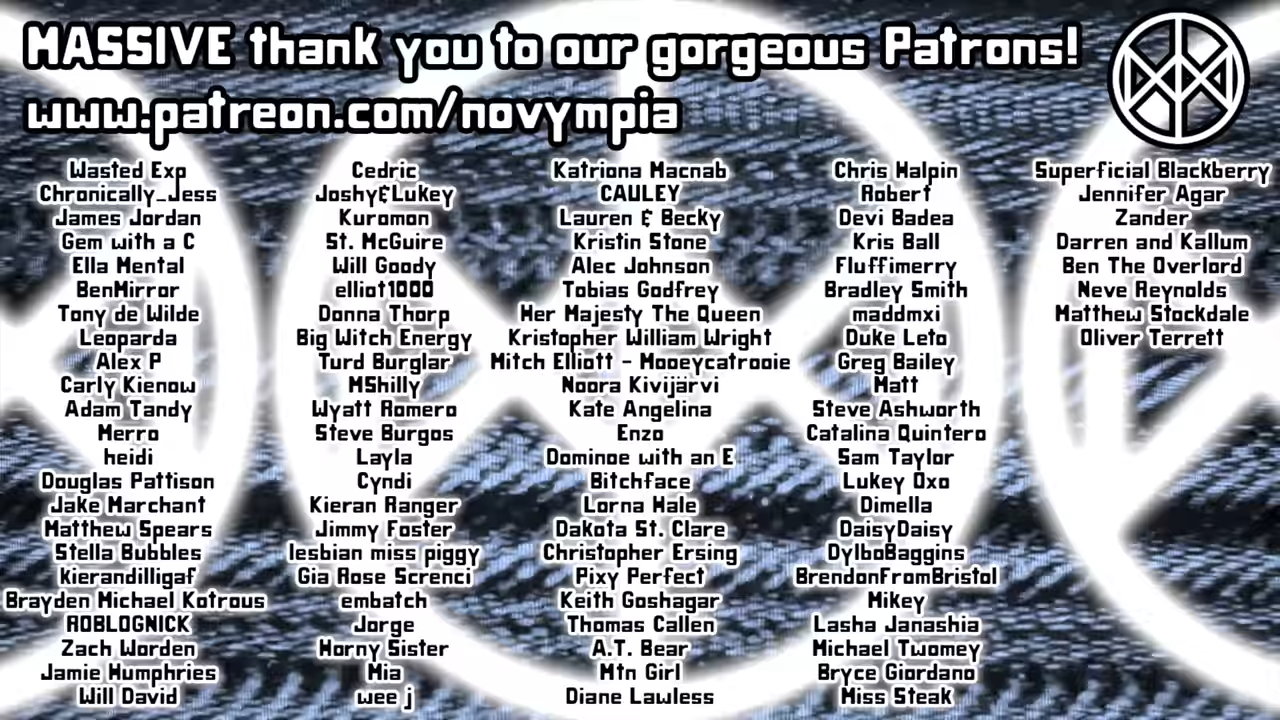 MASSIVE thank you to our gorgeous Patrons!
www.patreon.com/novympia
Wasted Exp
Chronically_Jess
James Jordan
Gem with a C
Ella Mental
BenMirror
Tony de Wilde
Leoparda
Alex P
Carly Kienow
Adam Tandy
Merro
heidi
Douglas Pattison
Jake Marchant
Matthew Spears
Stella Bubbles
kierandilligaf
Brayden Michael Kotrous
ROBLOGNICK
Zach Worden
Jamie Humphries
Will David
Cedric
Joshy&Lukey
Kuromon
St. McGuire
Will Goody
elliot1000
Donna Thorp
Big Witch Energy
Turd Burglar
MShilly
Wyatt Romero
Steve Burgos
Layla
Cyndi
Kieran Ranger
Jimmy Foster
lesbian miss piggy
Gia Rose Screnci
embatch
Jorge
Horny Sister
Mia
wee j
Katriona Macnab
CAULEY
Lauren & Becky
Kristin Stone
Alec Johnson
Tobias Godfrey
Her Majesty The Queen
Kristopher William Wright
Mitch Elliott - Mooeycatrooie
Noora Kivijärvi
Kate Angelina
Enzo
Dominoe with an E
Bitchface
Lorna Hale
Dakota St. Clare
Christopher Ersing
Pixy Perfect
Keith Goshagar
Thomas Callen
A.T. Bear
Mtn Girl
Diane Lawless
Chris Halpin
Robert
Devi Badea
Kris Ball
Fluffimerry
Bradley Smith
maddmxi
Duke Leto
Greg Bailey
Matt
Steve Ashworth
Catalina Quintero
Sam Taylor
Lukey Oxo
Dimella
DaisyDaisy
DylboBaggins
BrendonFromBristol
Mikey
Lasha Janashia
Michael Twomey
Bryce Giordano
Miss Steak
Superficial Blackberry
Jennifer Agar
Zander
Darren and Kallum
Ben The Overlord
Neve Reynolds
Matthew Stockdale
Oliver Terrett